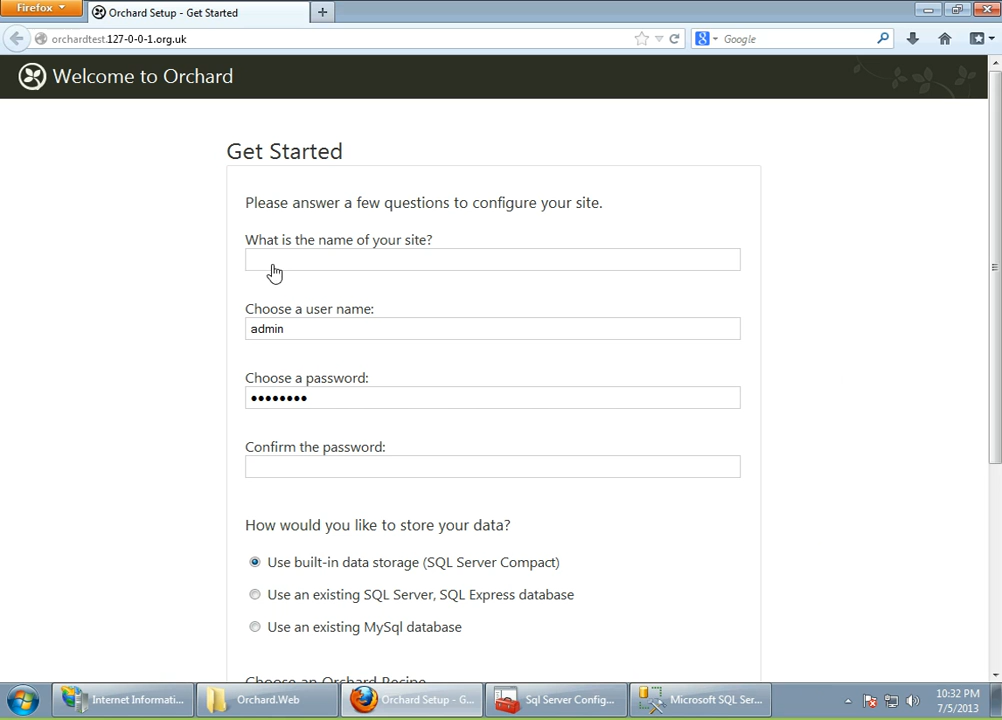 Firefox
Orchard Setup - Get Started
orchardtest.127-0-0-1.org.uk
Google
Welcome to Orchard
Get Started
Please answer a few questions to configure your site.
What is the name of your site?
Choose a user name:
admin
Choose a password:
••••••••
Confirm the password:
How would you like to store your data?
Use built-in data storage (SQL Server Compact)
Use an existing SQL Server, SQL Express database
Use an existing MySql database
Choose an Orchard Recipe
Internet Informati...
Orchard.Web
Orchard Setup - G...
Sql Server Config...
Microsoft SQL Ser...
10:32 PM
7/5/2013